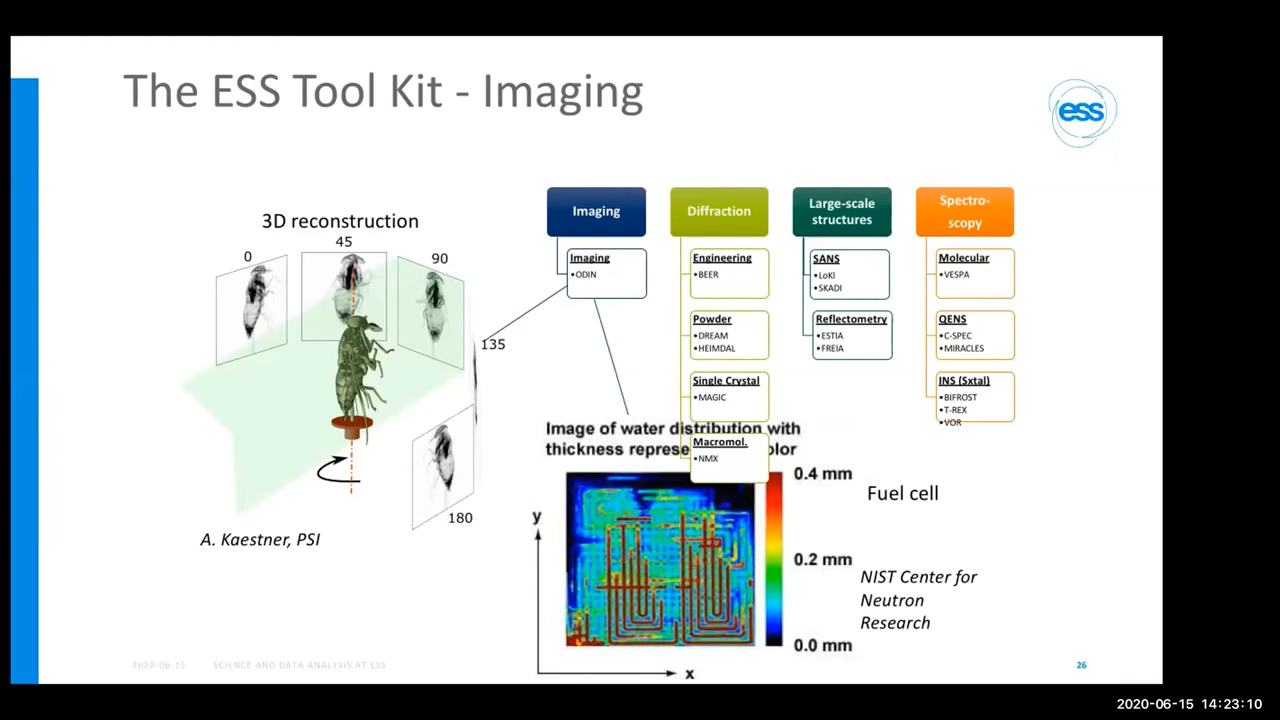 The ESS Tool Kit - Imaging
ess
3D reconstruction
0
45
90
135
180
A. Kaestner, PSI
Imaging
Imaging
•ODIN
Diffraction
Engineering
•BEER
Powder
•DREAM
•HEIMDAL
Single Crystal
•MAGIC
Macromol.
•NMX
Large-scale
structures
SANS
•LoKI
•SKADI
Reflectometry
•ESTIA
•FREIA
Spectro-
scopy
Molecular
•VESPA
QENS
•C-SPEC
•MIRACLES
INS (Sxtal)
•BIFROST
•T-REX
•VOR
Image of water distribution with
thickness
y
x
0.4 mm
0.2 mm
0.0 mm
Fuel cell
NIST Center for
Neutron
Research
2020-06-15
SCIENCE AND DATA ANALYSIS AT ESS
26
2020-06-15 14:23:10